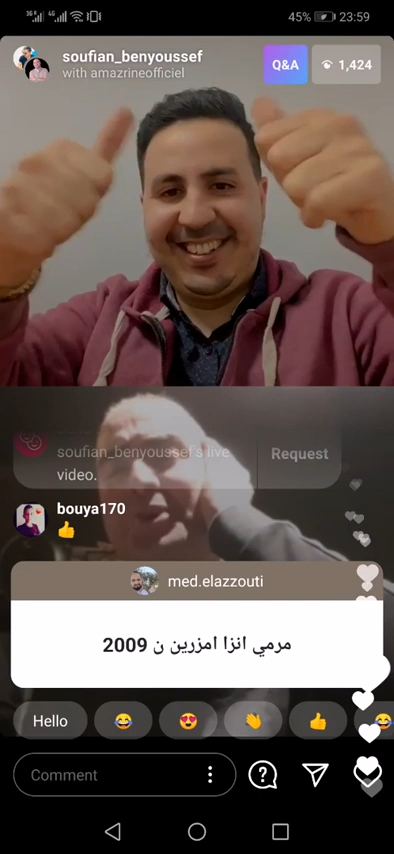 45% 23:59
soufian_benyoussef
with amazrineofficiel
Q&A
1,424
soufian_benyoussef's live
video.
Request
bouya170
👍
med.elazzouti
مرمي انزا امزرين ن 2009
Hello 😂 😍 👏 👍 😂
Comment